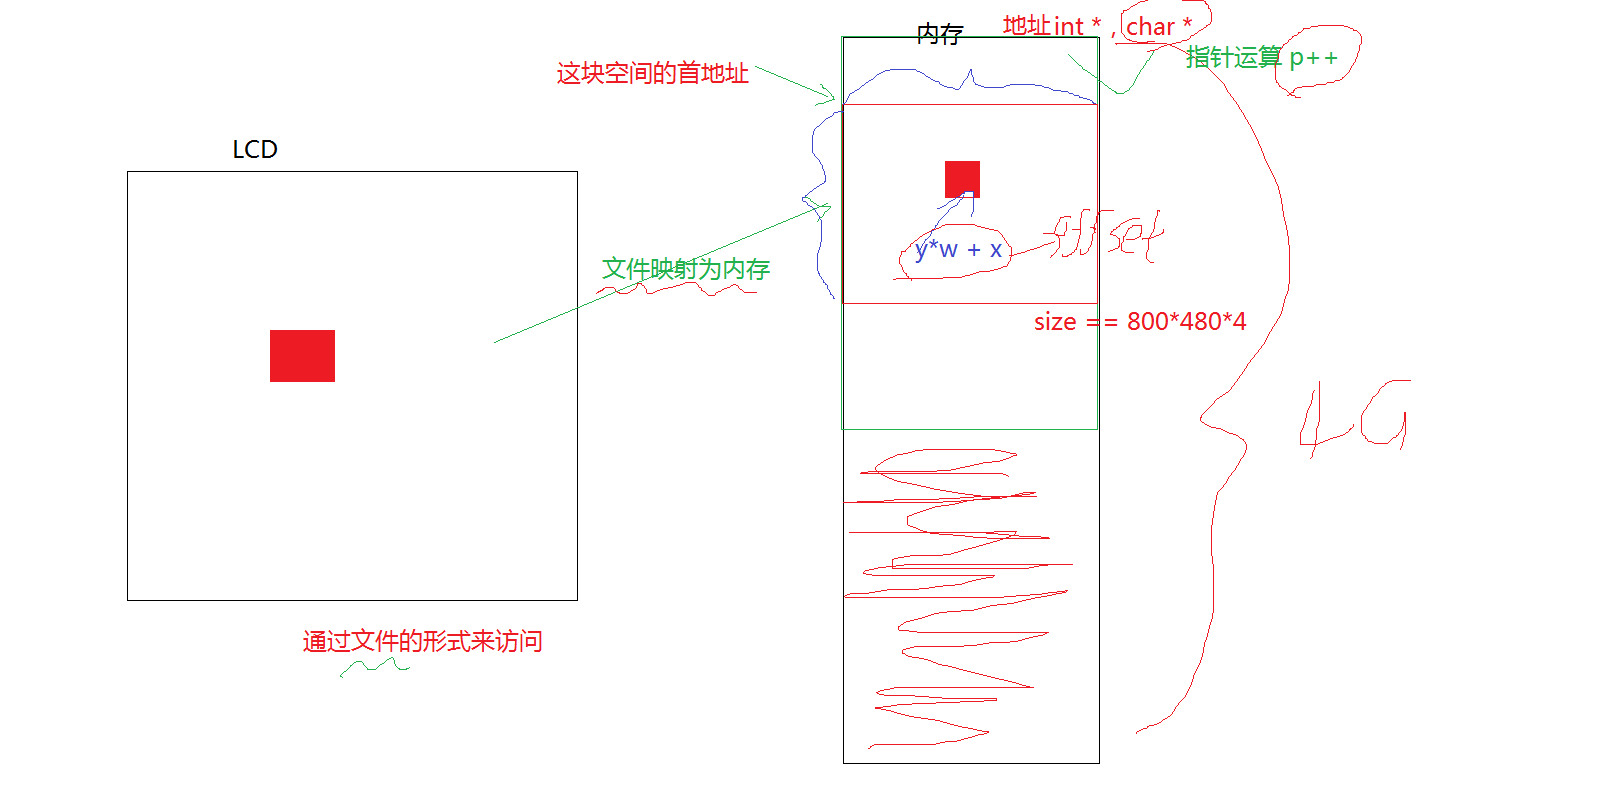 内存
地址int * , char *
指针运算 p++
这块空间的首地址
LCD
y*w + x
offset
文件映射为内存
size == 800*480*4
4G
通过文件的形式来访问